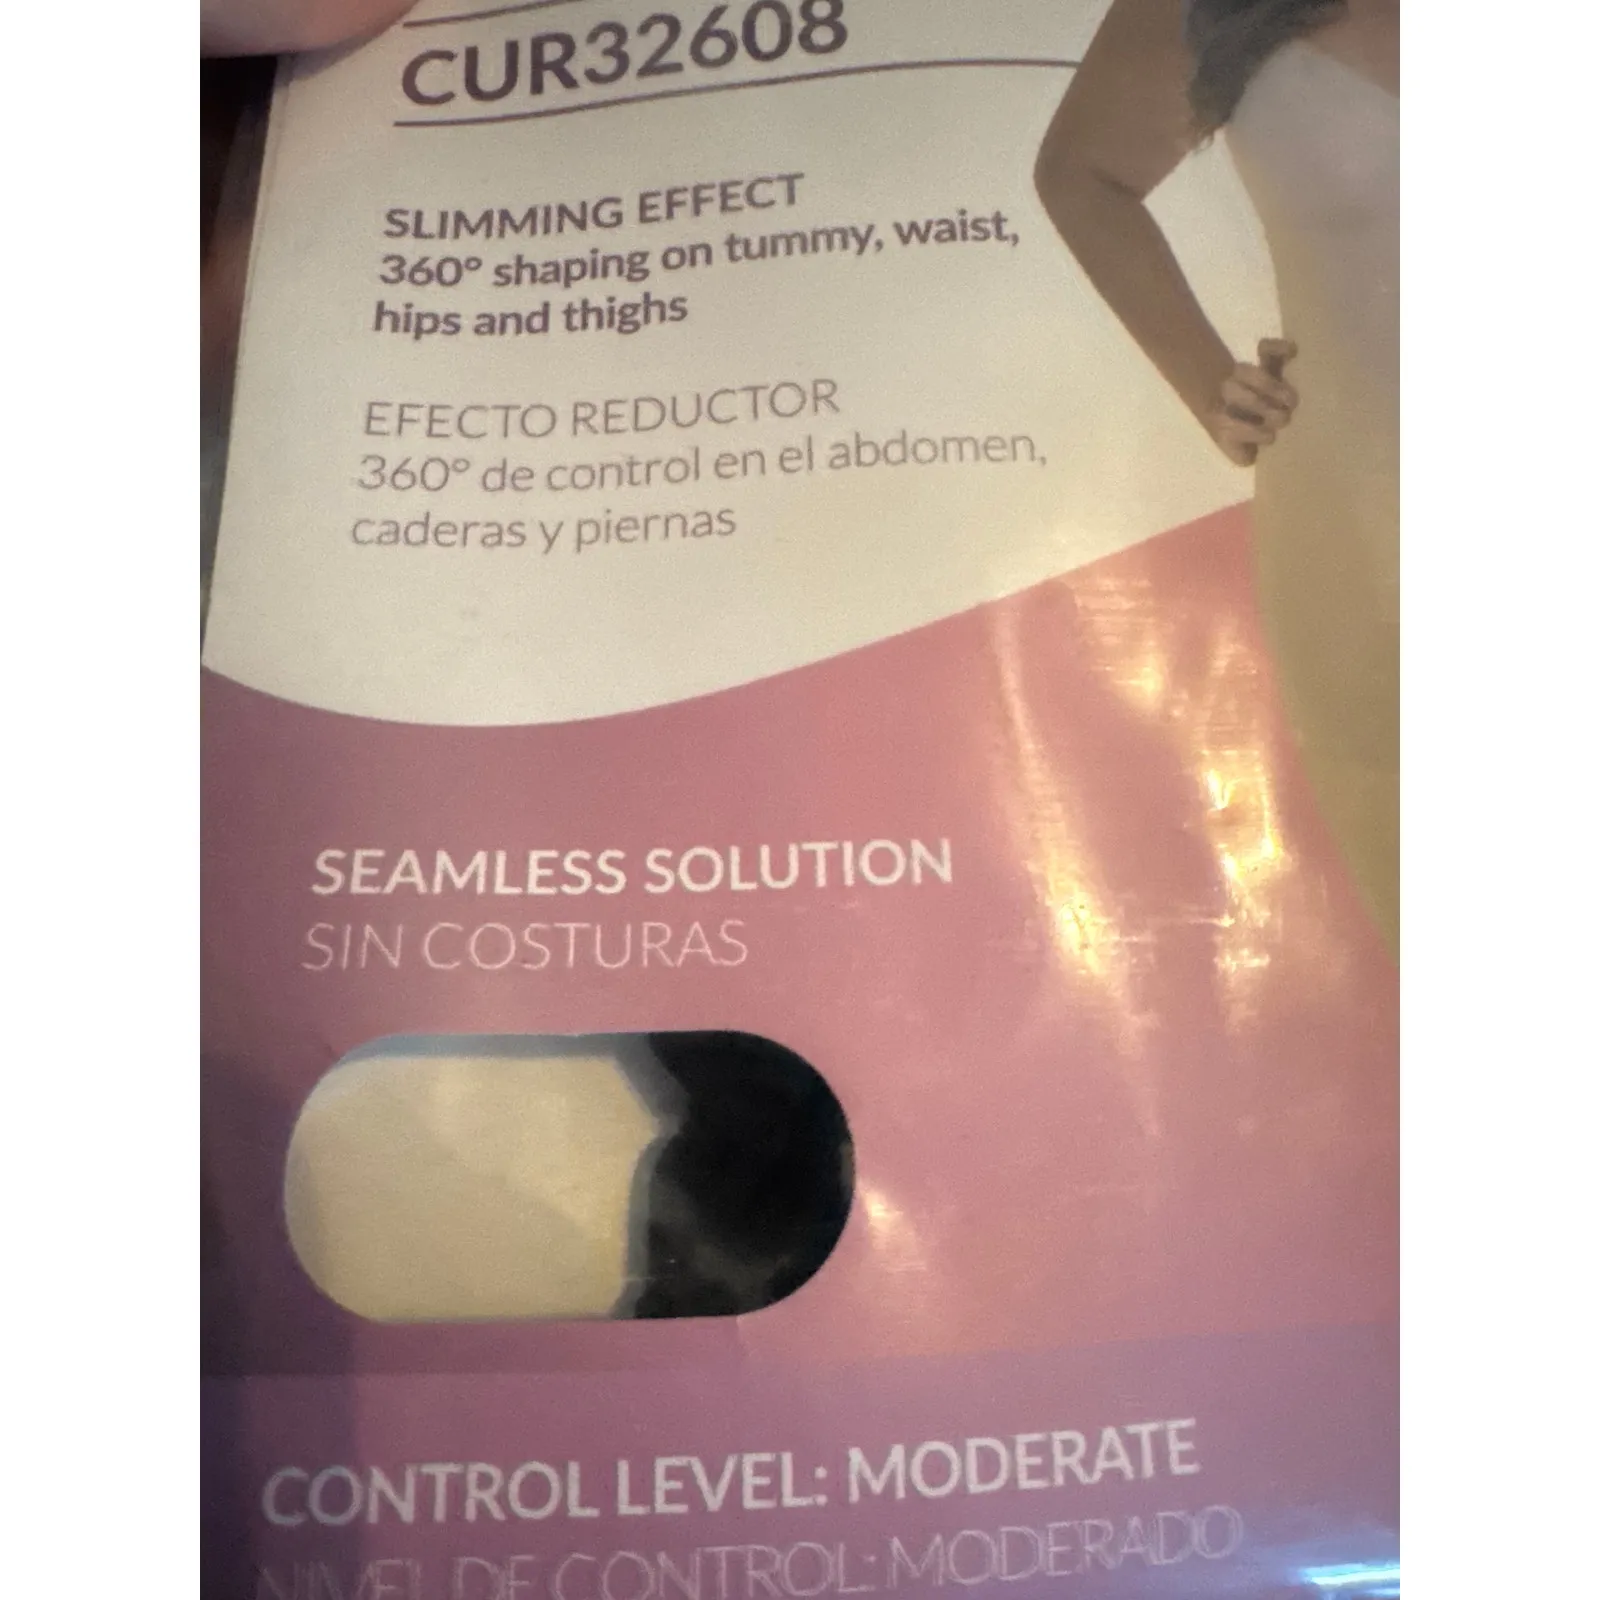 CUR32608
SLIMMING EFFECT
360° shaping on tummy, waist,
hips and thighs
EFECTO REDUCTOR
360° de control en el abdomen,
caderas y piernas
SEAMLESS SOLUTION
SIN COSTURAS
CONTROL LEVEL: MODERATE
NIVEL DE CONTROL: MODERADO